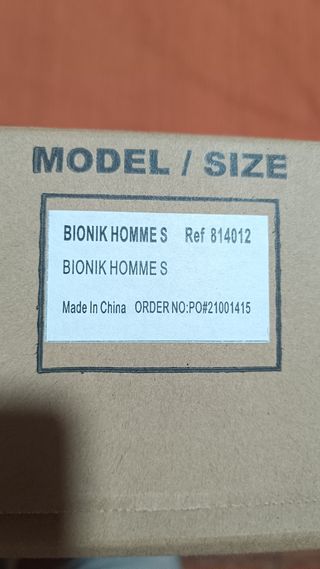 MODEL / SIZE
BIONIK HOMME S Ref 814012
BIONIK HOMME S
Made In China ORDER NO:PO#21001415